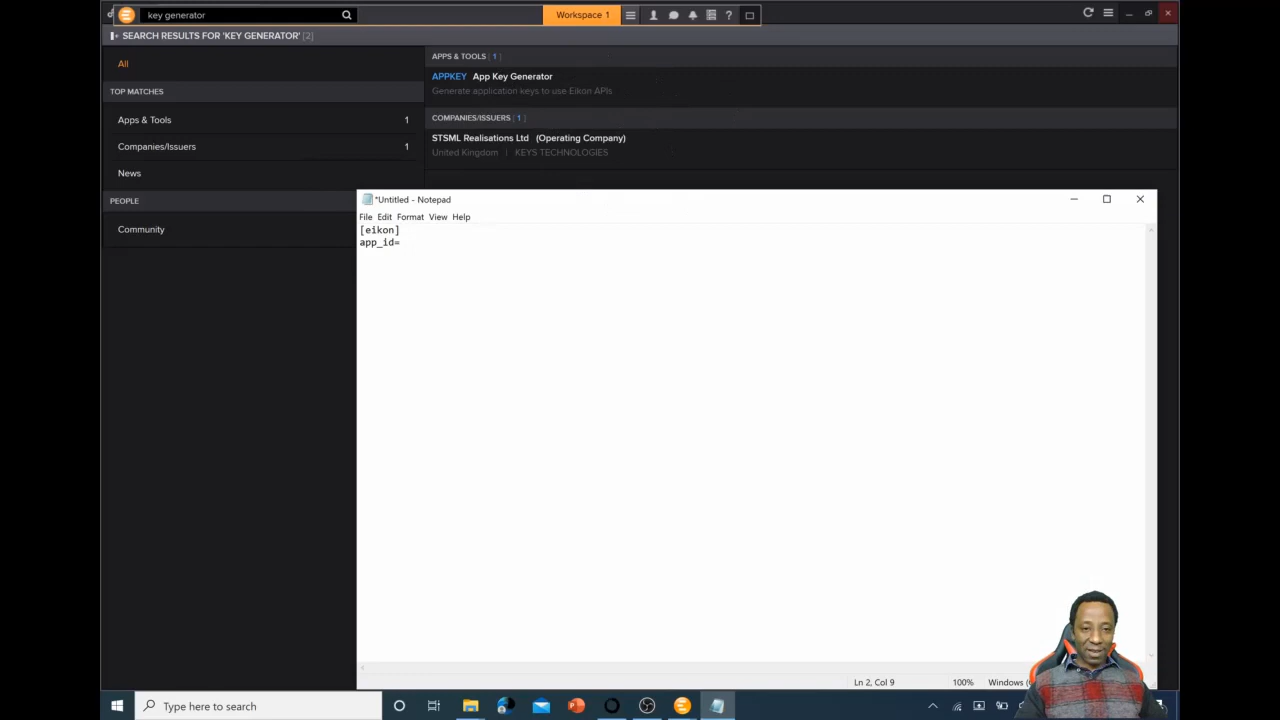 key generator
Workspace 1
SEARCH RESULTS FOR 'KEY GENERATOR' [2]
All
TOP MATCHES
Apps & Tools 1
Companies/Issuers 1
News
PEOPLE
Community
APPS & TOOLS [ 1 ]
APPKEY App Key Generator
Generate application keys to use Eikon APIs
COMPANIES/ISSUERS [ 1 ]
STSML Realisations Ltd (Operating Company)
United Kingdom | KEYS TECHNOLOGIES
*Untitled - Notepad
File Edit Format View Help
[eikon]
app_id=
Ln 2, Col 9 100% Windows
Type here to search